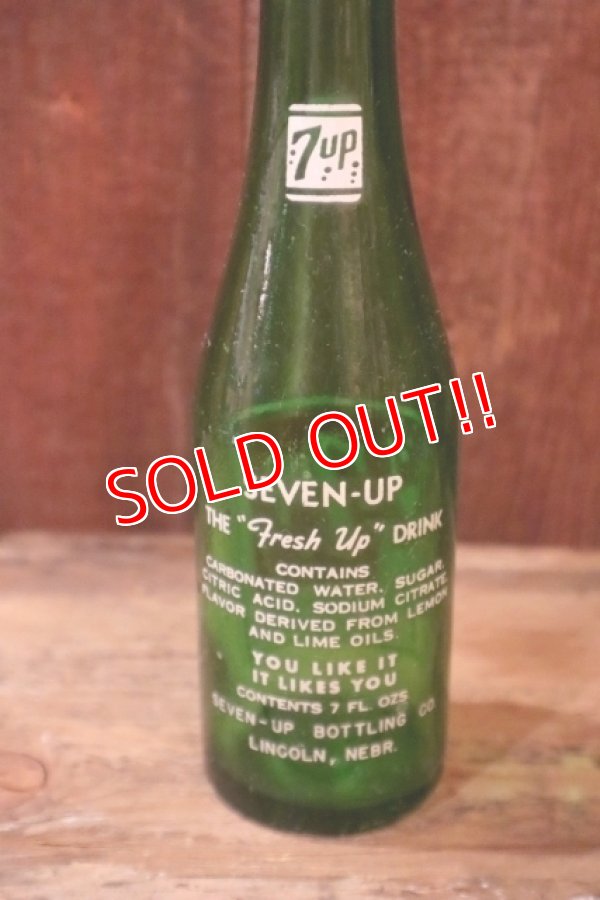 7up
SOLD OUT!!
SEVEN-UP
THE "Fresh Up" DRINK
CONTAINS
CARBONATED WATER, SUGAR,
CITRIC ACID, SODIUM CITRATE,
FLAVOR DERIVED FROM LEMON
AND LIME OILS.
YOU LIKE IT
IT LIKES YOU
CONTENTS 7 FL. OZS
SEVEN-UP BOTTLING CO.
LINCOLN, NEBR.